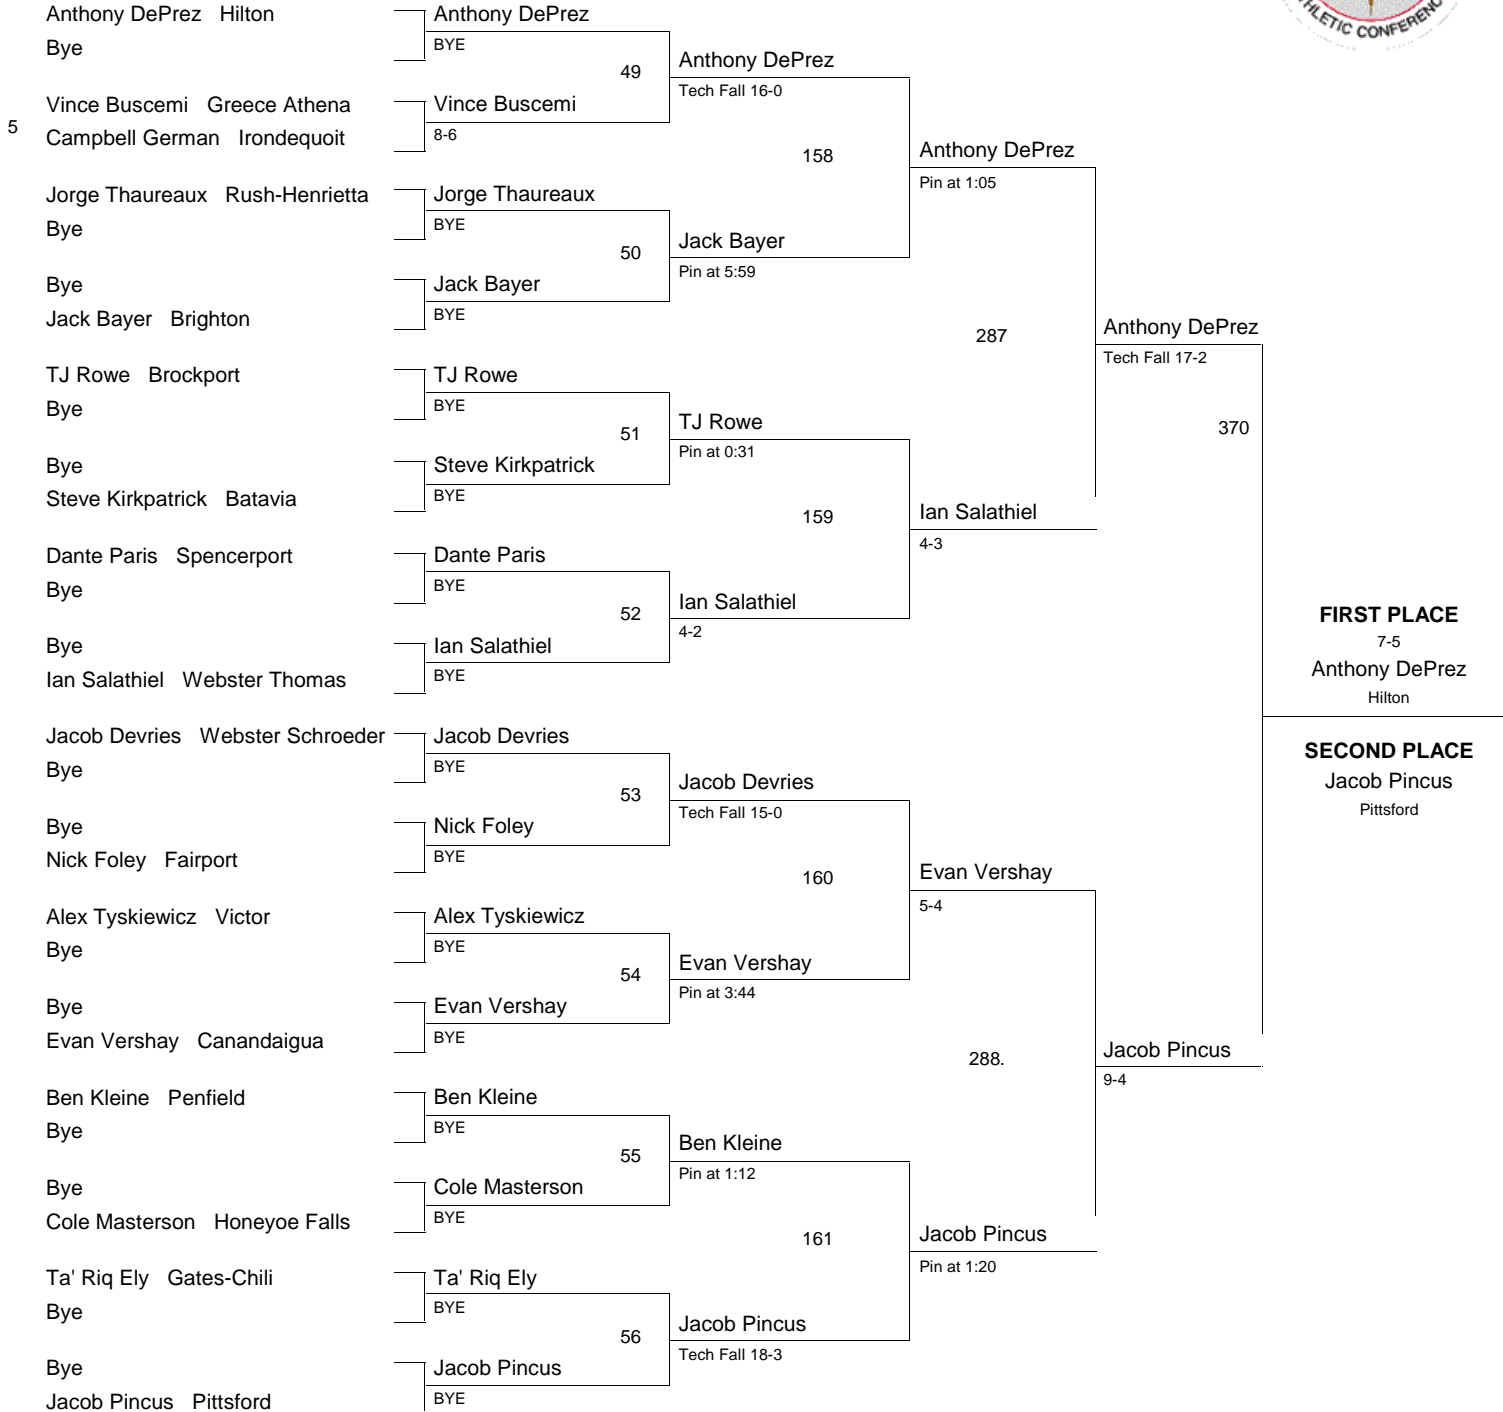 HLETIC CONFEREN
Anthony DePrez Hilton
Bye
5
Vince Buscemi Greece Athena
Campbell German Irondequoit
Jorge Thaureaux Rush-Henrietta
Bye
Bye
Jack Bayer Brighton
TJ Rowe Brockport
Bye
Bye
Steve Kirkpatrick Batavia
Dante Paris Spencerport
Bye
Bye
Ian Salathiel Webster Thomas
Jacob Devries Webster Schroeder
Bye
Bye
Nick Foley Fairport
Alex Tyskiewicz Victor
Bye
Bye
Evan Vershay Canandaigua
Ben Kleine Penfield
Bye
Bye
Cole Masterson Honeyoe Falls
Ta' Riq Ely Gates-Chili
Bye
Bye
Jacob Pincus Pittsford
Anthony DePrez
BYE
49
Vince Buscemi
8-6
Jorge Thaureaux
BYE
50
Jack Bayer
BYE
TJ Rowe
BYE
51
Steve Kirkpatrick
BYE
Dante Paris
BYE
52
Ian Salathiel
BYE
Jacob Devries
BYE
53
Nick Foley
BYE
Alex Tyskiewicz
BYE
54
Evan Vershay
BYE
Ben Kleine
BYE
55
Cole Masterson
BYE
Ta' Riq Ely
BYE
56
Jacob Pincus
BYE
Anthony DePrez
Tech Fall 16-0
158
Jack Bayer
Pin at 5:59
TJ Rowe
Pin at 0:31
159
Ian Salathiel
4-2
Jacob Devries
Tech Fall 15-0
160
Evan Vershay
Pin at 3:44
Ben Kleine
Pin at 1:12
161
Jacob Pincus
Tech Fall 18-3
Anthony DePrez
Pin at 1:05
287
Ian Salathiel
4-3
Evan Vershay
5-4
288.
Jacob Pincus
Pin at 1:20
Anthony DePrez
Tech Fall 17-2
370
Jacob Pincus
9-4
FIRST PLACE
7-5
Anthony DePrez
Hilton
SECOND PLACE
Jacob Pincus
Pittsford